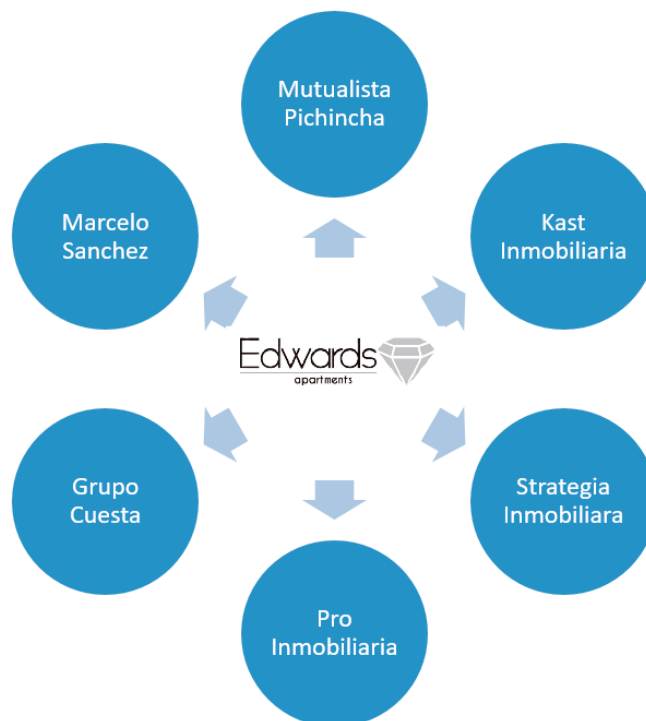 Mutualista
Pichincha
Kast
Inmobiliaria
Strategia
Inmobiliara
Pro
Inmobiliaria
Grupo
Cuesta
Marcelo
Sanchez
Edwards
apartments